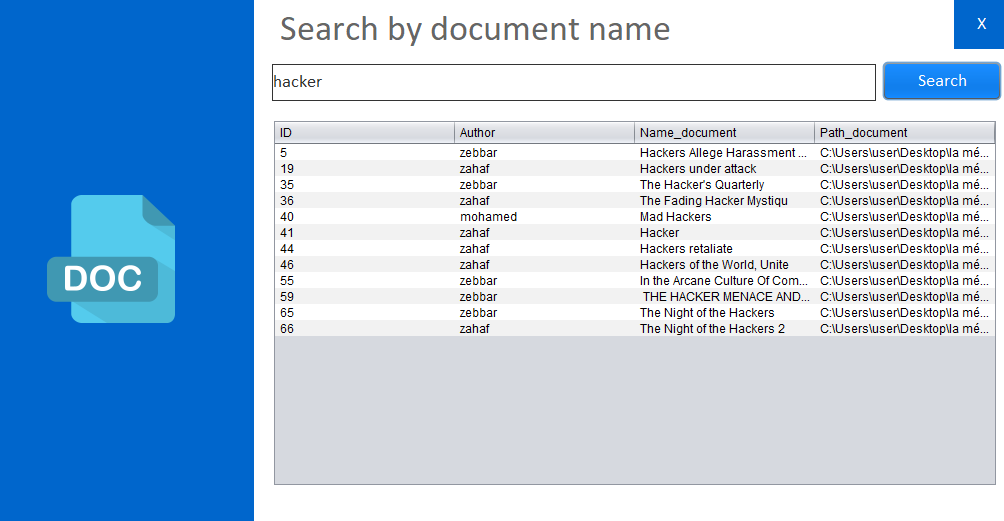 Search by document name
X
hacker
Search
DOC
ID Author Name_document Path_document
5 zebbar Hackers Allege Harassment ... C:\Users\user\Desktop\la mé...
19 zahaf Hackers under attack C:\Users\user\Desktop\la mé...
35 zebbar The Hacker's Quarterly C:\Users\user\Desktop\la mé...
36 zahaf The Fading Hacker Mystiqu C:\Users\user\Desktop\la mé...
40 mohamed Mad Hackers C:\Users\user\Desktop\la mé...
41 zahaf Hacker C:\Users\user\Desktop\la mé...
44 zahaf Hackers retaliate C:\Users\user\Desktop\la mé...
46 zahaf Hackers of the World, Unite C:\Users\user\Desktop\la mé...
55 zebbar In the Arcane Culture Of Com... C:\Users\user\Desktop\la mé...
59 zebbar THE HACKER MENACE AND... C:\Users\user\Desktop\la mé...
65 zebbar The Night of the Hackers C:\Users\user\Desktop\la mé...
66 zahaf The Night of the Hackers 2 C:\Users\user\Desktop\la mé...